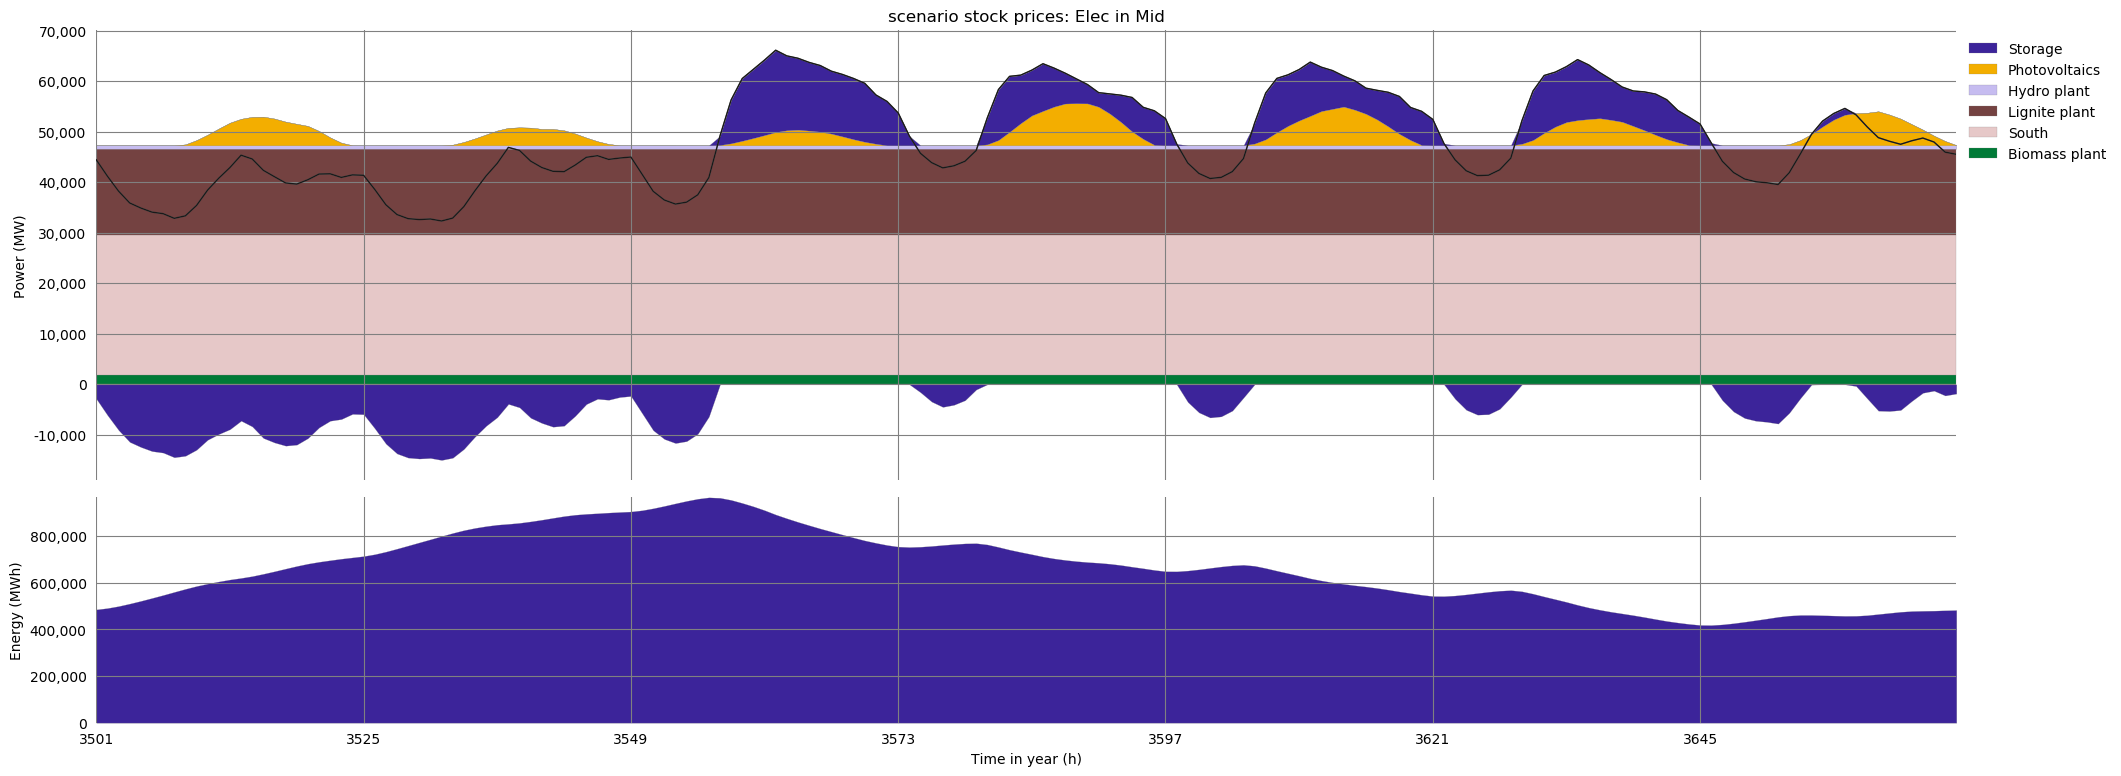 scenario stock prices: Elec in Mid
70,000
60,000
50,000
40,000
30,000
20,000
10,000
0
-10,000
Power (MW)
Storage
Photovoltaics
Hydro plant
Lignite plant
South
Biomass plant
800,000
600,000
400,000
200,000
0
Energy (MWh)
3501
3525
3549
3573
3597
3621
3645
Time in year (h)